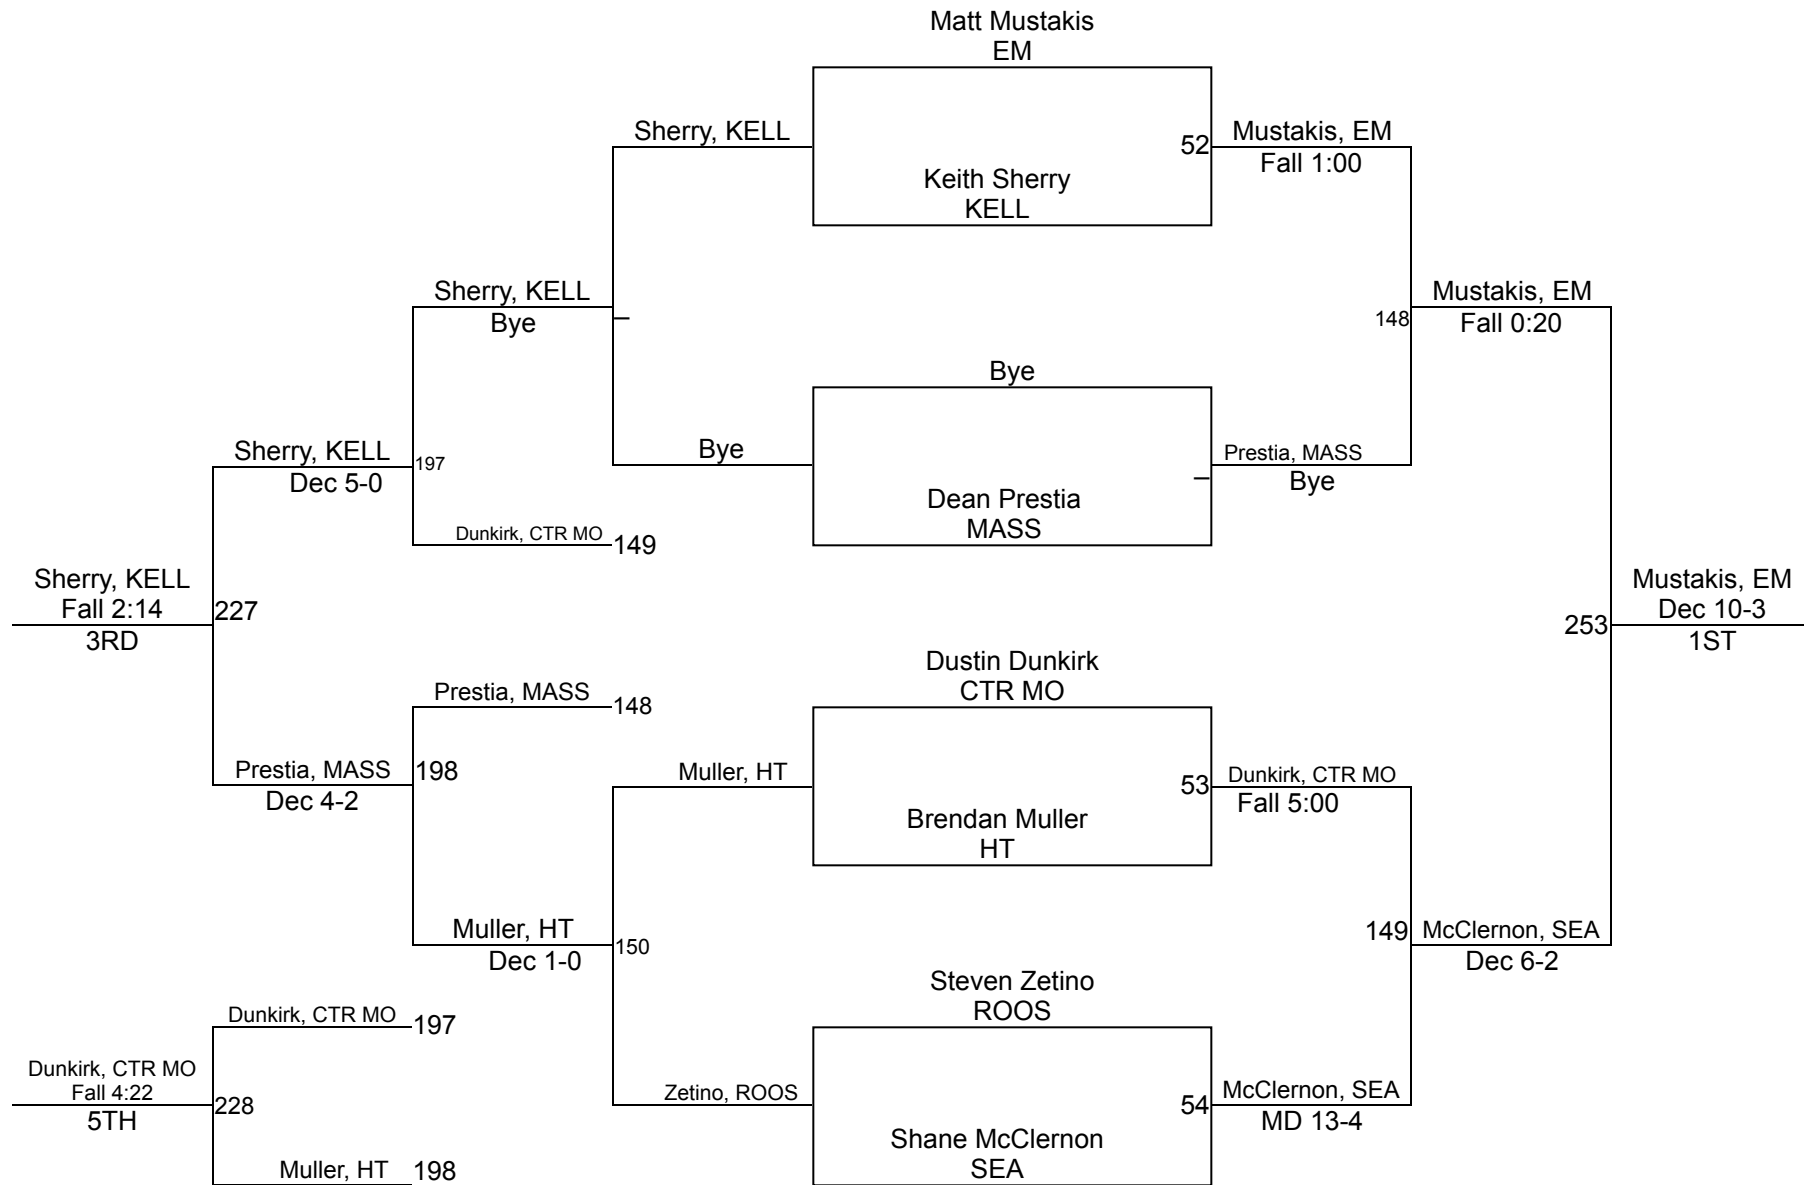 Matt Mustakis
EM
Sherry, KELL
52
Mustakis, EM
Fall 1:00
Keith Sherry
KELL
Sherry, KELL
Bye
148
Mustakis, EM
Fall 0:20
Bye
Sherry, KELL
Dec 5-0
197
Bye
Prestia, MASS
Bye
Dean Prestia
MASS
Dunkirk, CTR MO
149
Sherry, KELL
Fall 2:14
3RD
227
253
Mustakis, EM
Dec 10-3
1ST
Dustin Dunkirk
CTR MO
Prestia, MASS
148
Prestia, MASS
Dec 4-2
198
Muller, HT
53
Dunkirk, CTR MO
Fall 5:00
Brendan Muller
HT
Muller, HT
Dec 1-0
150
149
McClernon, SEA
Dec 6-2
Steven Zetino
ROOS
Dunkirk, CTR MO
197
Dunkirk, CTR MO
Fall 4:22
5TH
228
Zetino, ROOS
54
McClernon, SEA
MD 13-4
Shane McClernon
SEA
Muller, HT
198